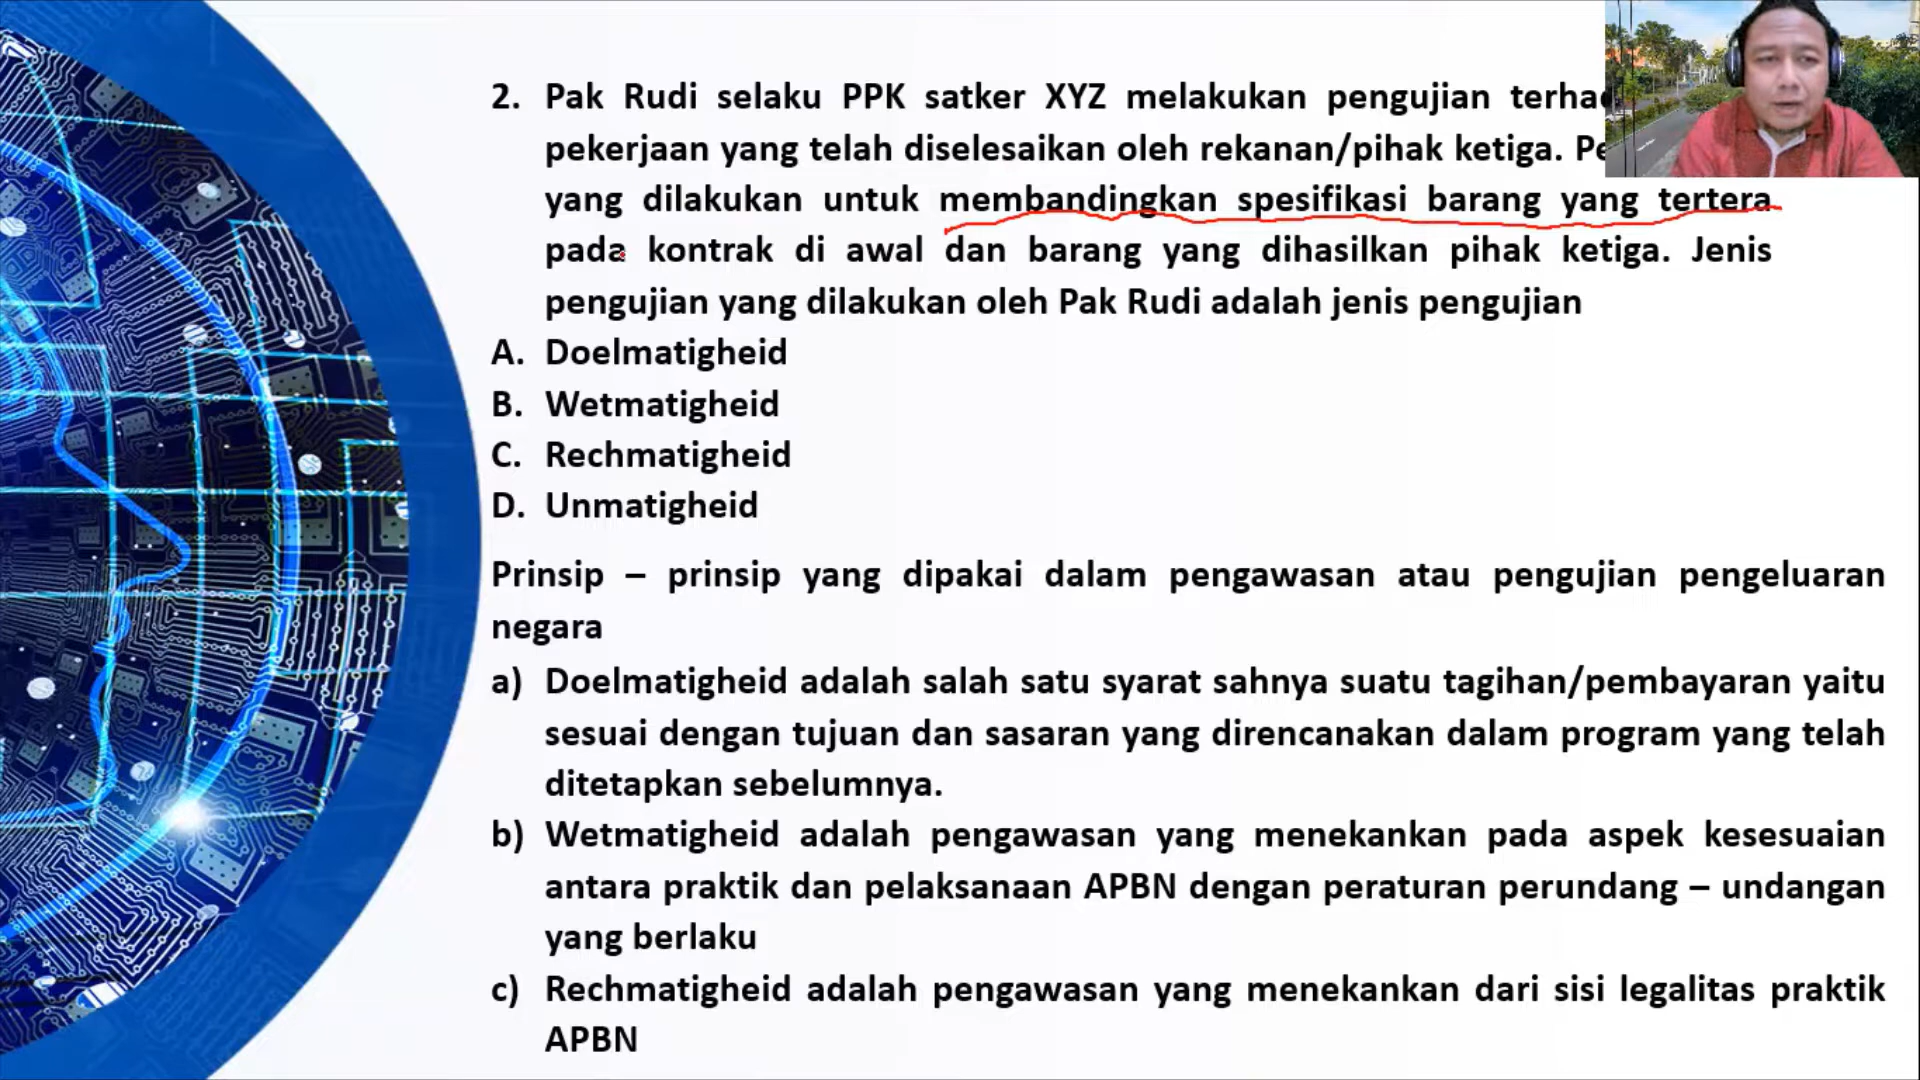 2. Pak Rudi selaku PPK satker XYZ melakukan pengujian
pekerjaan yang telah diselesaikan oleh rekanan/pihak ketiga.
yang dilakukan untuk membandingkan spesifikasi barang yang tertera
pada kontrak di awal dan barang yang dihasilkan pihak ketiga. Jenis
pengujian yang dilakukan oleh Pak Rudi adalah jenis pengujian
A. Doelmatigheid
B. Wetmatigheid
C. Rechmatigheid
D. Unmatigheid
Prinsip – prinsip yang dipakai dalam pengawasan atau pengujian pengeluaran
negara
a) Doelmatigheid adalah salah satu syarat sahnya suatu tagihan/pembayaran yaitu
sesuai dengan tujuan dan sasaran yang direncanakan dalam program yang telah
ditetapkan sebelumnya.
b) Wetmatigheid adalah pengawasan yang menekankan pada aspek kesesuaian
antara praktik dan pelaksanaan APBN dengan peraturan perundang – undangan
yang berlaku
c) Rechmatigheid adalah pengawasan yang menekankan dari sisi legalitas praktik
APBN